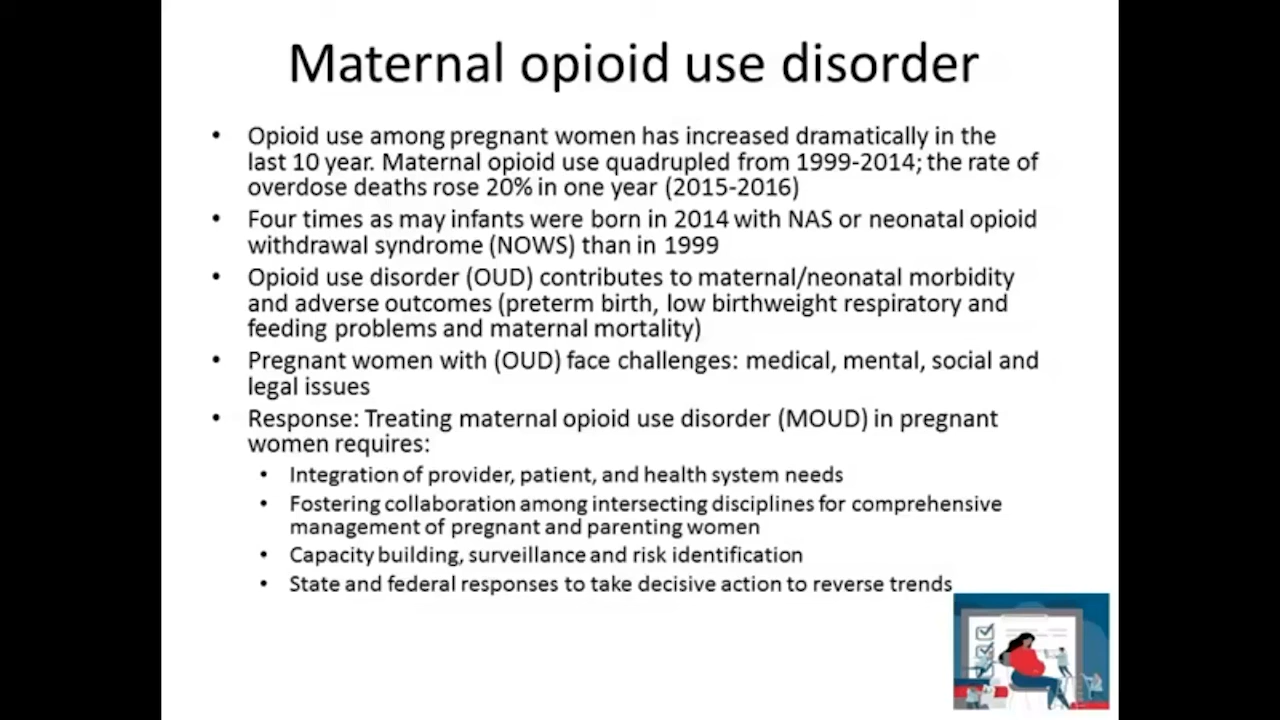 Maternal opioid use disorder
• Opioid use among pregnant women has increased dramatically in the
last 10 year. Maternal opioid use quadrupled from 1999-2014; the rate of
overdose deaths rose 20% in one year (2015-2016)
• Four times as may infants were born in 2014 with NAS or neonatal opioid
withdrawal syndrome (NOWS) than in 1999
• Opioid use disorder (OUD) contributes to maternal/neonatal morbidity
and adverse outcomes (preterm birth, low birthweight respiratory and
feeding problems and maternal mortality)
• Pregnant women with (OUD) face challenges: medical, mental, social and
legal issues
• Response: Treating maternal opioid use disorder (MOUD) in pregnant
women requires:
• Integration of provider, patient, and health system needs
• Fostering collaboration among intersecting disciplines for comprehensive
management of pregnant and parenting women
• Capacity building, surveillance and risk identification
• State and federal responses to take decisive action to reverse trends